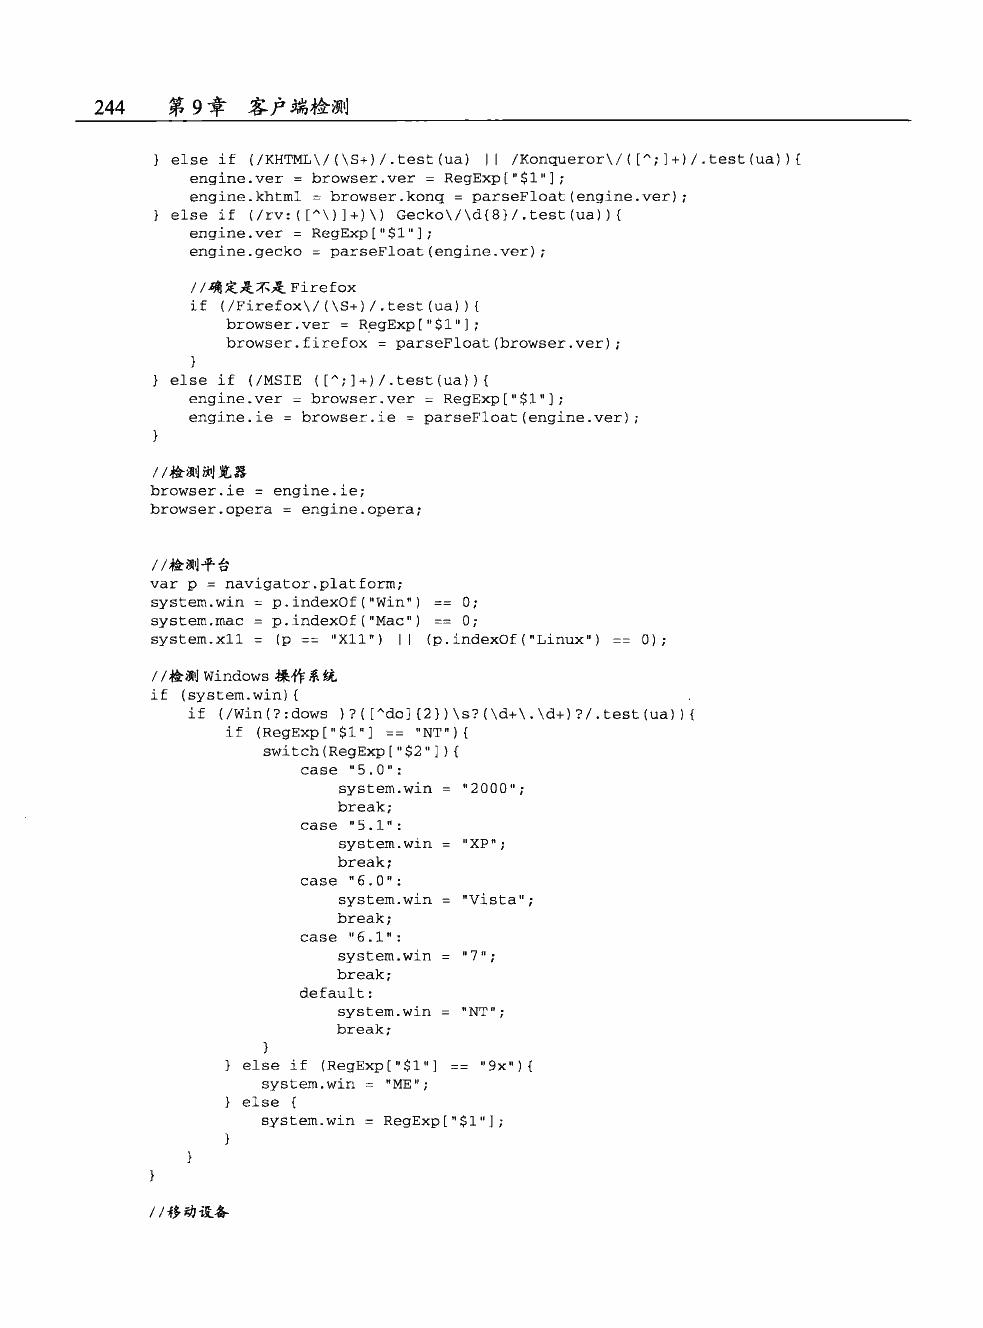 244 第9章 客户端检测
} else if (/KHTML\/(\S+)/.test(ua) || /Konqueror\/([^;]+)/.test(ua)){
    engine.ver = browser.ver = RegExp["$1"];
    engine.khtml = browser.konq = parseFloat(engine.ver);
} else if (/rv:([^\)]+)\) Gecko\/\d{8}/.test(ua)){
    engine.ver = RegExp["$1"];
    engine.gecko = parseFloat(engine.ver);
    //确定是不是 Firefox
    if (/Firefox\/(\S+)/.test(ua)){
        browser.ver = RegExp["$1"];
        browser.firefox = parseFloat(browser.ver);
    }
} else if (/MSIE ([^;]+)/.test(ua)){
    engine.ver = browser.ver = RegExp["$1"];
    engine.ie = browser.ie = parseFloat(engine.ver);
}
//检测浏览器
browser.ie = engine.ie;
browser.opera = engine.opera;
//检测平台
var p = navigator.platform;
system.win = p.indexOf("Win") == 0;
system.mac = p.indexOf("Mac") == 0;
system.x11 = (p == "X11") || (p.indexOf("Linux") == 0);
//检测 Windows 操作系统
if (system.win){
    if (/Win(?:dows )?([^do]{2})\s?(\d+\.\d+)?/.test(ua)){
        if (RegExp["$1"] == "NT"){
            switch(RegExp["$2"]){
                case "5.0":
                    system.win = "2000";
                    break;
                case "5.1":
                    system.win = "XP";
                    break;
                case "6.0":
                    system.win = "Vista";
                    break;
                case "6.1":
                    system.win = "7";
                    break;
                default:
                    system.win = "NT";
                    break;
            }
        } else if (RegExp["$1"] == "9x"){
            system.win = "ME";
        } else {
            system.win = RegExp["$1"];
        }
    }
}
//移动设备